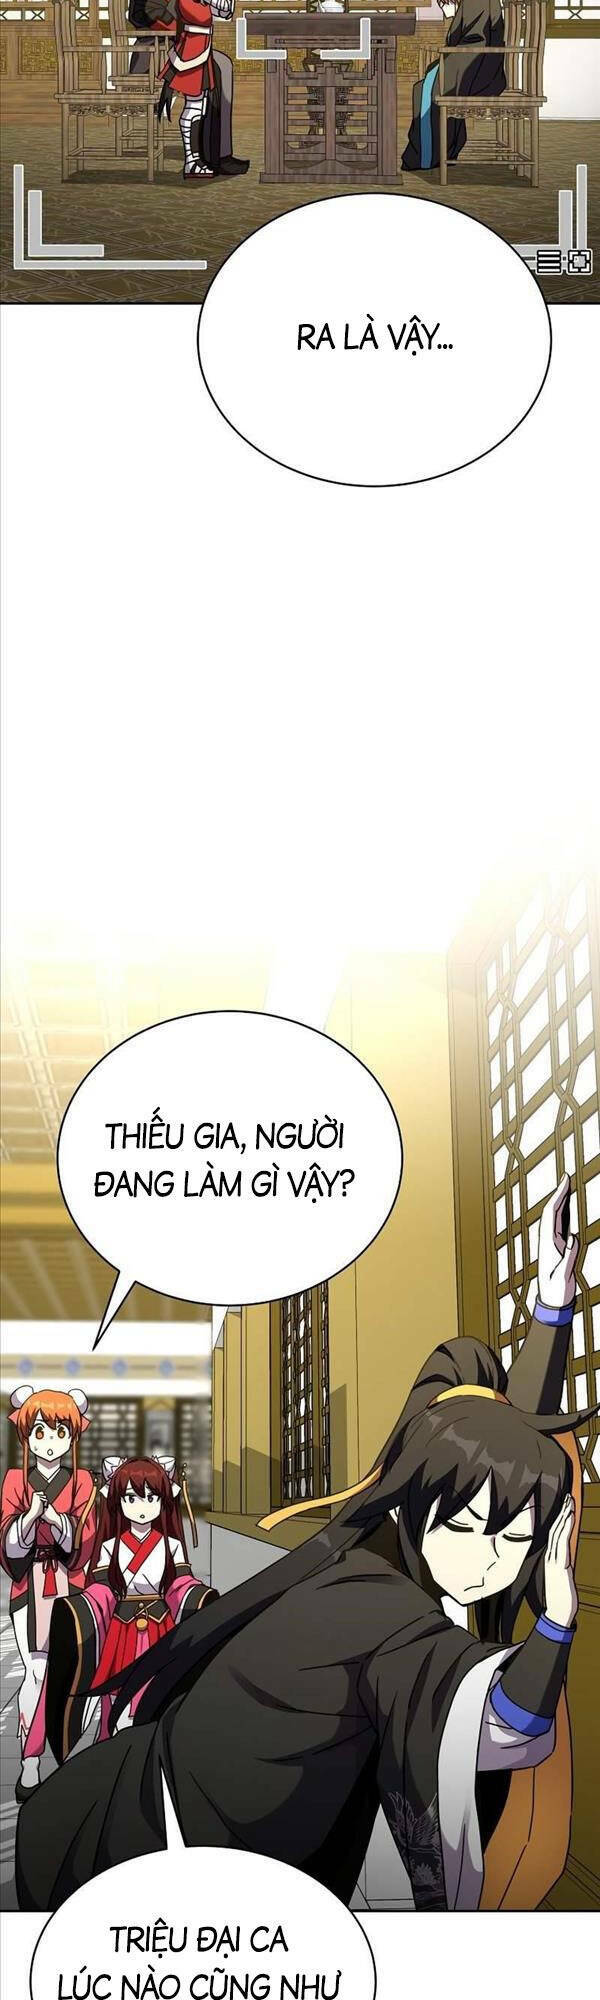 RA LÀ VẬY...
THIẾU GIA, NGƯỜI
ĐANG LÀM GÌ VẬY?
TRIỆU ĐẠI CA
LÚC NÀO CŨNG NHƯ